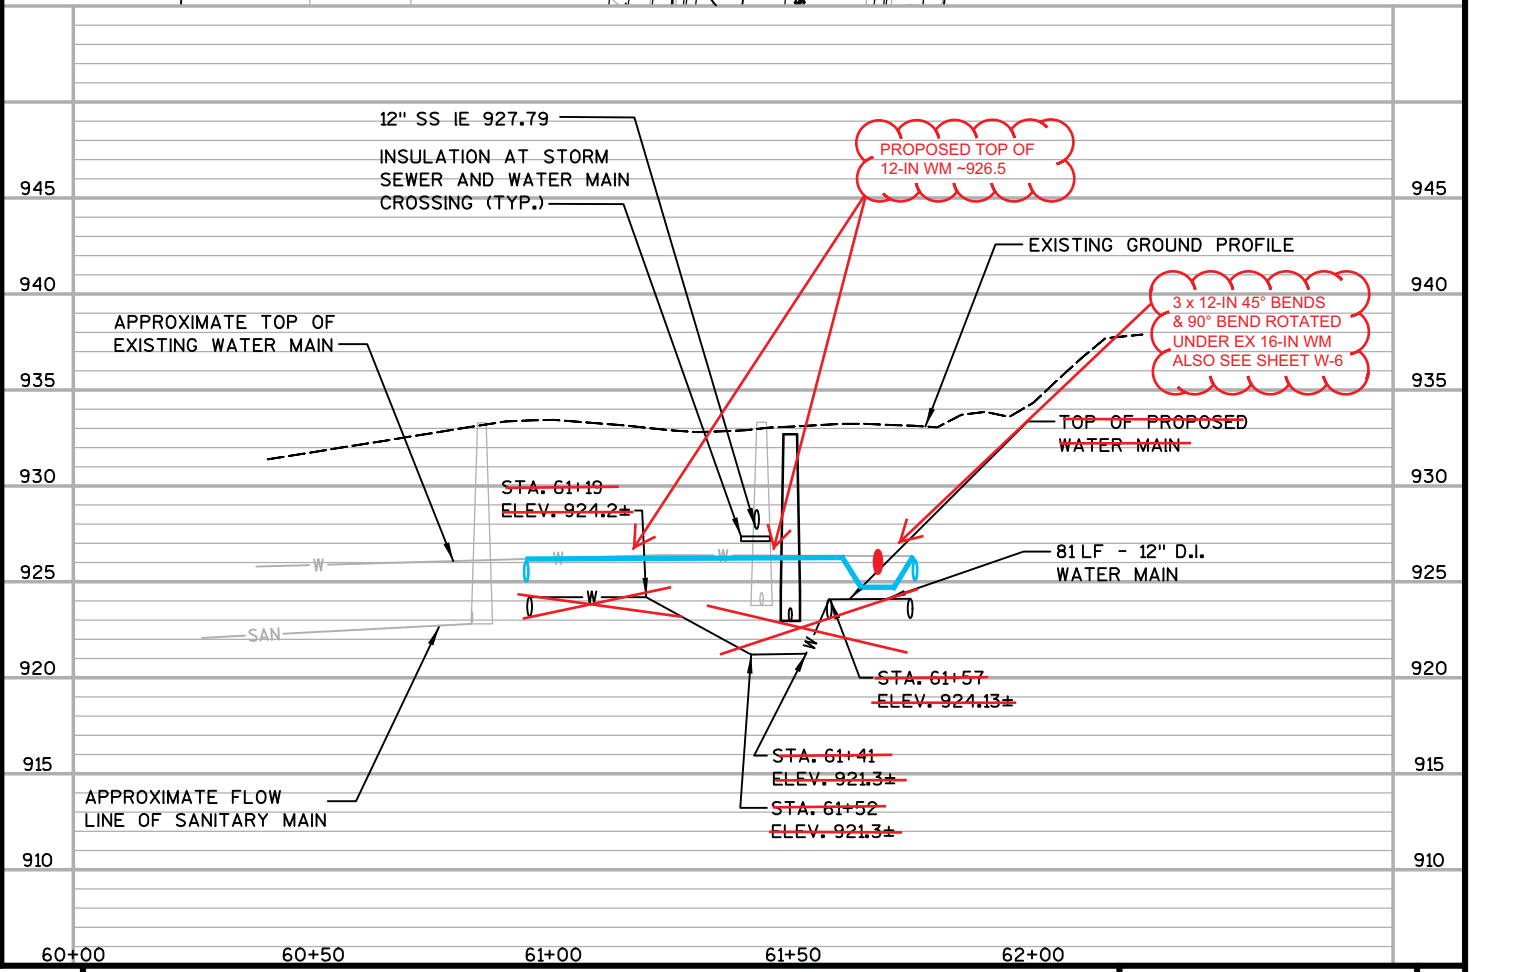 12" SS IE 927.79
INSULATION AT STORM
SEWER AND WATER MAIN
CROSSING (TYP.)
PROPOSED TOP OF
12-IN WM ~926.5
945
945
EXISTING GROUND PROFILE
940
940
3 x 12-IN 45° BENDS
& 90° BEND ROTATED
UNDER EX 16-IN WM
ALSO SEE SHEET W-6
APPROXIMATE TOP OF
EXISTING WATER MAIN
935
935
TOP OF PROPOSED
WATER MAIN
930
930
STA. 61+19
ELEV. 924.2±
W
W
W
81 LF - 12" D.I.
WATER MAIN
925
925
W
W
SAN
920
920
STA. 61+57
ELEV. 924.13±
STA. 61+41
ELEV. 921.3±
915
915
STA. 61+52
ELEV. 921.3±
APPROXIMATE FLOW
LINE OF SANITARY MAIN
910
910
60+00
60+50
61+00
61+50
62+00